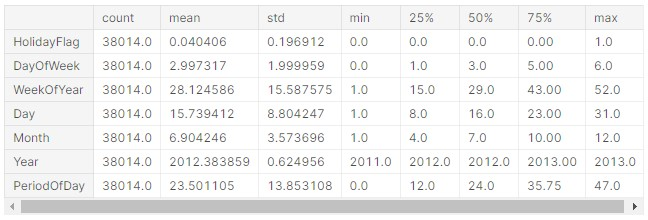 count mean std min 25% 50% 75% max
HolidayFlag 38014.0 0.040406 0.196912 0.0 0.0 0.0 0.00 1.0
DayOfWeek 38014.0 2.997317 1.999959 0.0 1.0 3.0 5.00 6.0
WeekOfYear 38014.0 28.124586 15.587575 1.0 15.0 29.0 43.00 52.0
Day 38014.0 15.739412 8.804247 1.0 8.0 16.0 23.00 31.0
Month 38014.0 6.904246 3.573696 1.0 4.0 7.0 10.00 12.0
Year 38014.0 2012.383859 0.624956 2011.0 2012.0 2012.0 2013.00 2013.0
PeriodOfDay 38014.0 23.501105 13.853108 0.0 12.0 24.0 35.75 47.0